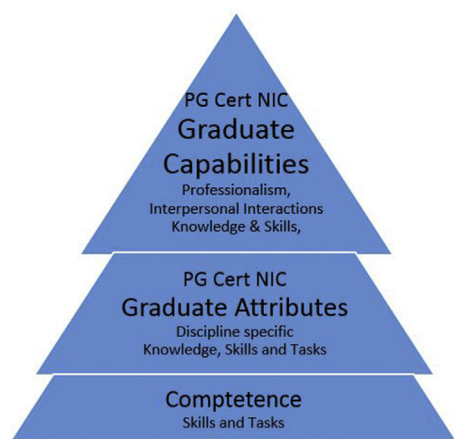 PG Cert NIC
Graduate
Capabilities
Professionalism,
Interpersonal Interactions
Knowledge & Skills,
PG Cert NIC
Graduate Attributes
Discipline specific
Knowledge, Skills and Tasks
Comptetence
Skills and Tasks